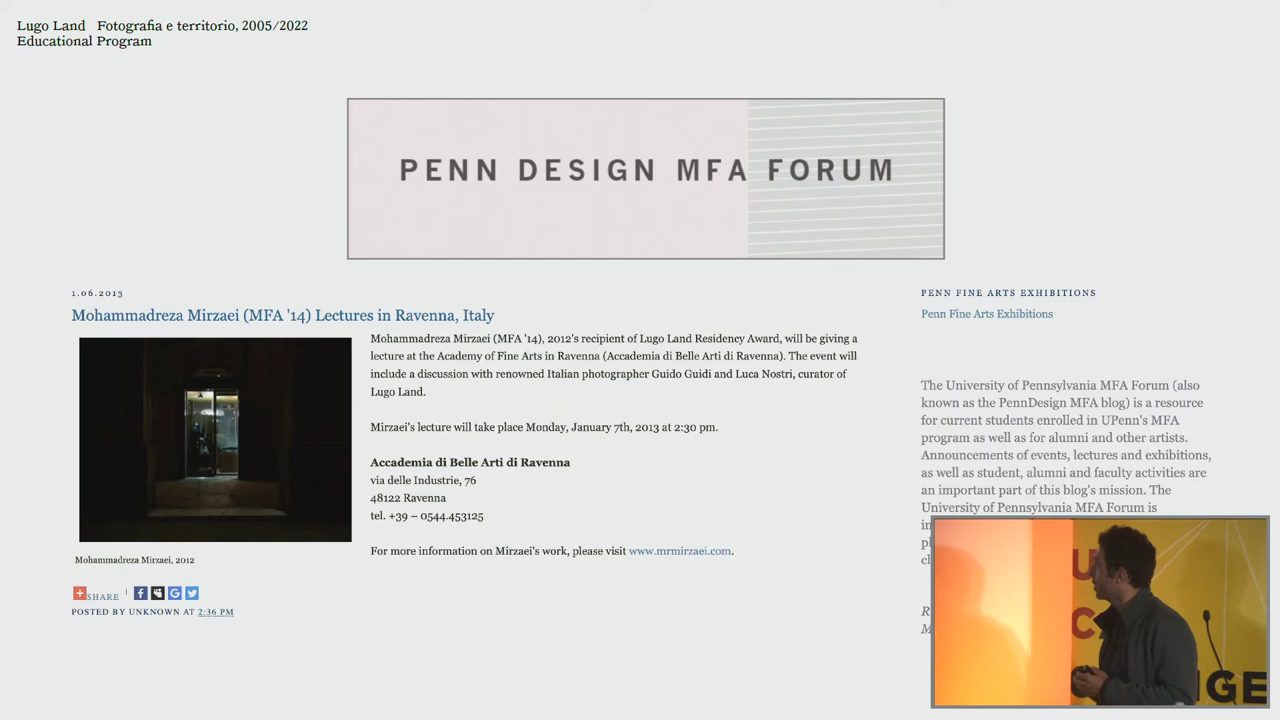 Lugo Land Fotografia e territorio, 2005/2022
Educational Program
PENN DESIGN MFA FORUM
1.06.2013
Mohammadreza Mirzaei (MFA '14) Lectures in Ravenna, Italy
Mohammadreza Mirzaei (MFA '14), 2012's recipient of Lugo Land Residency Award, will be giving a
lecture at the Academy of Fine Arts in Ravenna (Accademia di Belle Arti di Ravenna). The event will
include a discussion with renowned Italian photographer Guido Guidi and Luca Nostri, curator of
Lugo Land.
Mirzaei's lecture will take place Monday, January 7th, 2013 at 2:30 pm.
Accademia di Belle Arti di Ravenna
via delle Industrie, 76
48122 Ravenna
tel. +39 – 0544.453125
For more information on Mirzaei's work, please visit www.mrmirzaei.com.
Mohammadreza Mirzaei, 2012
SHARE |
POSTED BY UNKNOWN AT 2:36 PM
PENN FINE ARTS EXHIBITIONS
Penn Fine Arts Exhibitions
The University of Pennsylvania MFA Forum (also
known as the PennDesign MFA blog) is a resource
for current students enrolled in UPenn's MFA
program as well as for alumni and other artists.
Announcements of events, lectures and exhibitions,
as well as student, alumni and faculty activities are
an important part of this blog's mission. The
University of Pennsylvania MFA Forum is